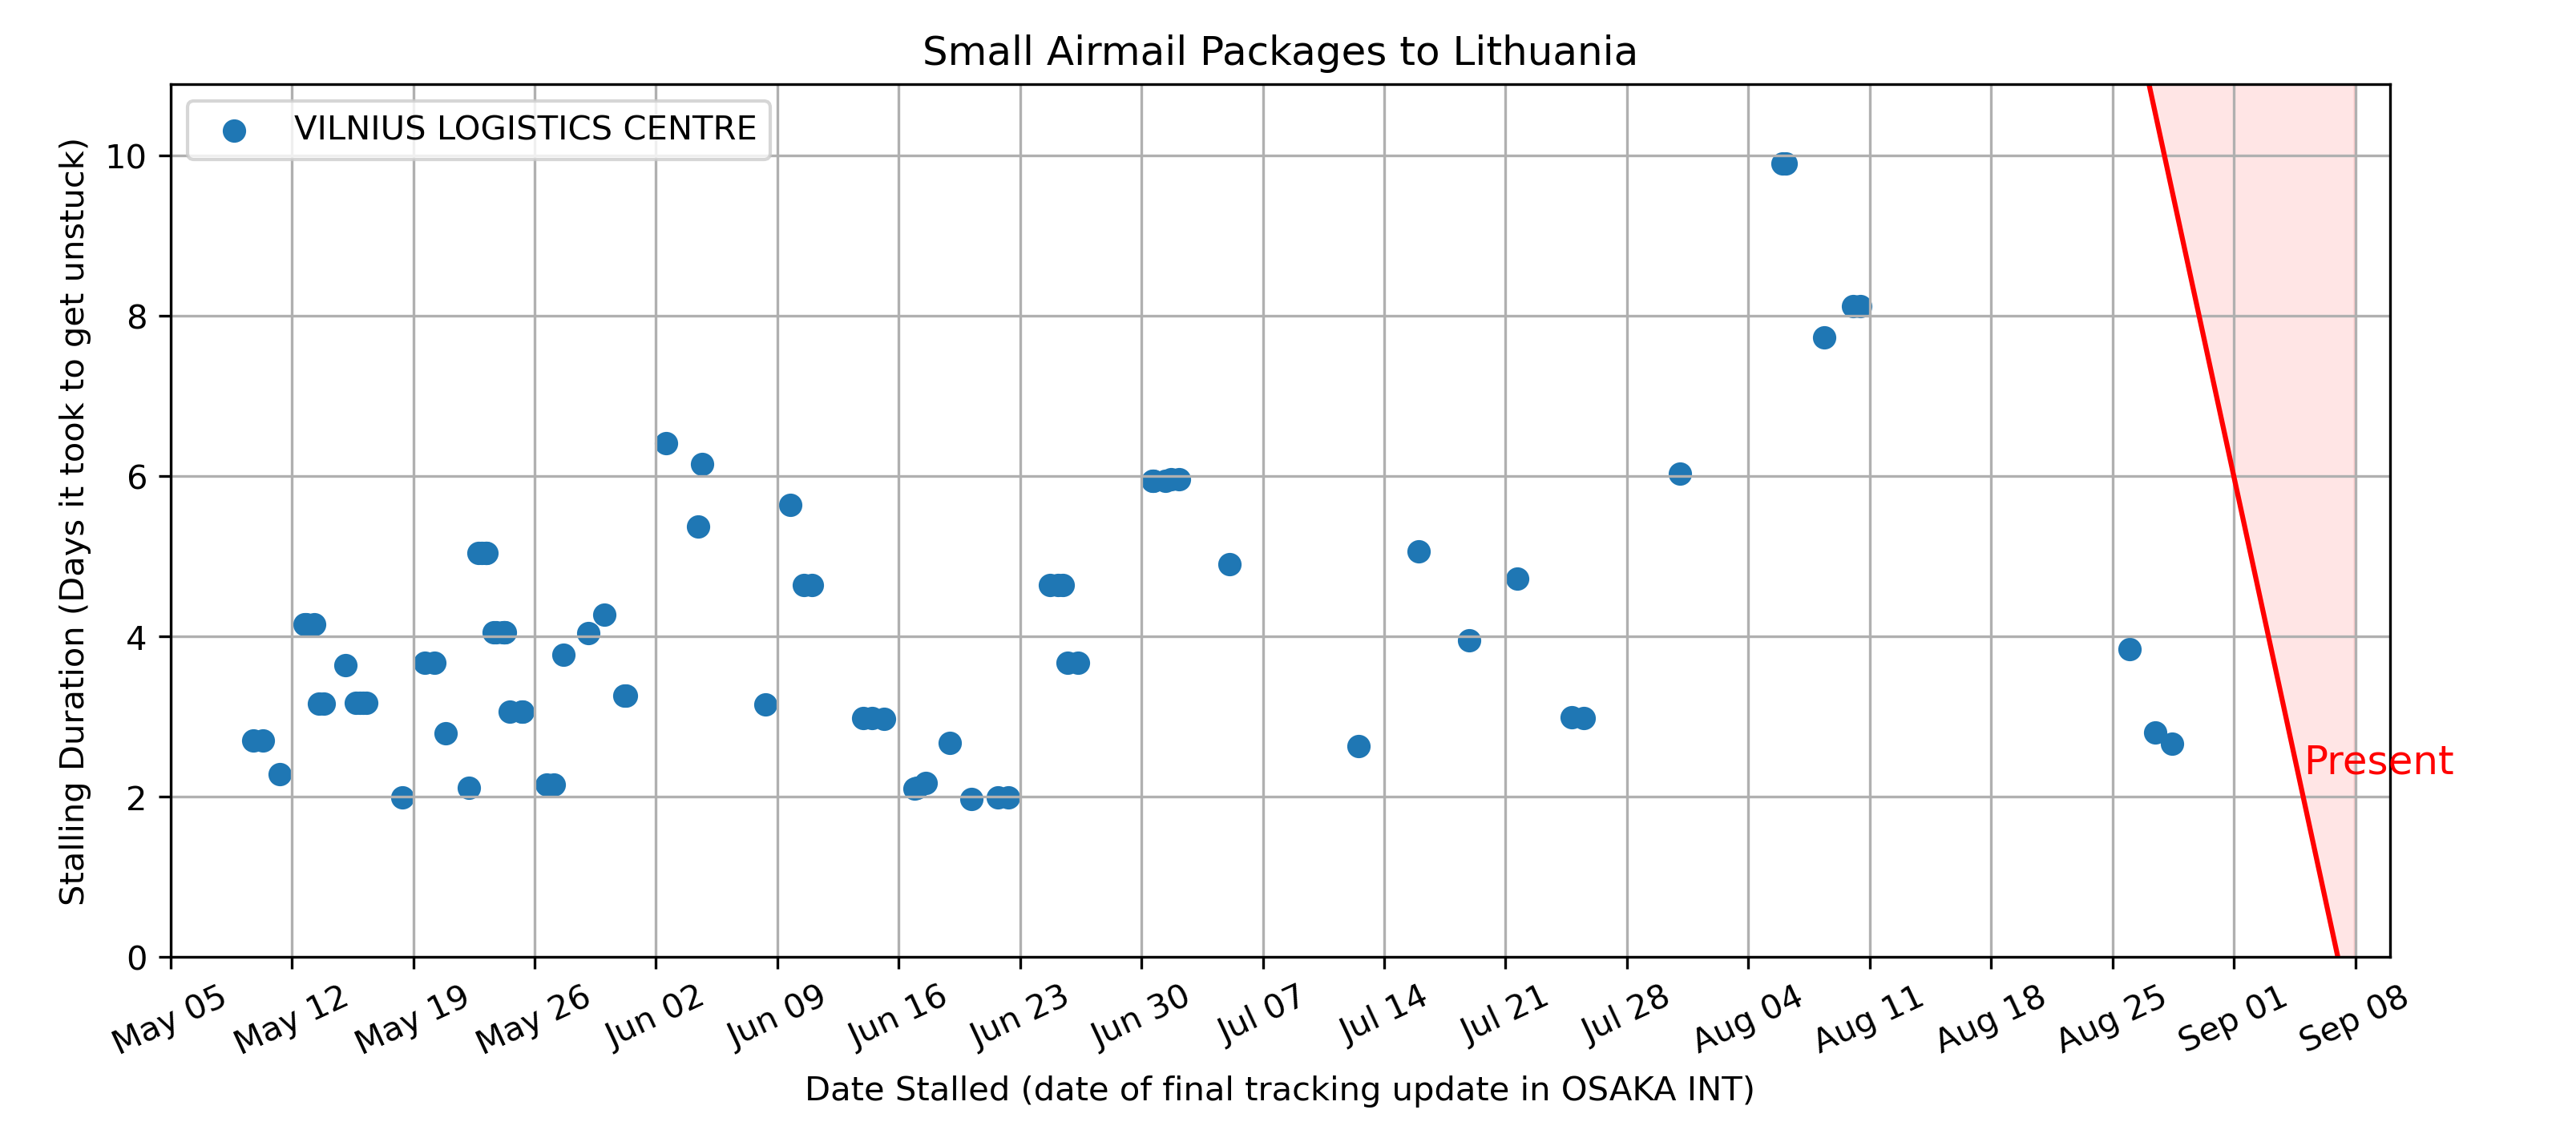 Small Airmail Packages to Lithuania
VILNIUS LOGISTICS CENTRE
Stalling Duration (Days it took to get unstuck)
10
8
6
4
2
0
Present
May 05
May 12
May 19
May 26
Jun 02
Jun 09
Jun 16
Jun 23
Jun 30
Jul 07
Jul 14
Jul 21
Jul 28
Aug 04
Aug 11
Aug 18
Aug 25
Sep 01
Sep 08
Date Stalled (date of final tracking update in OSAKA INT)